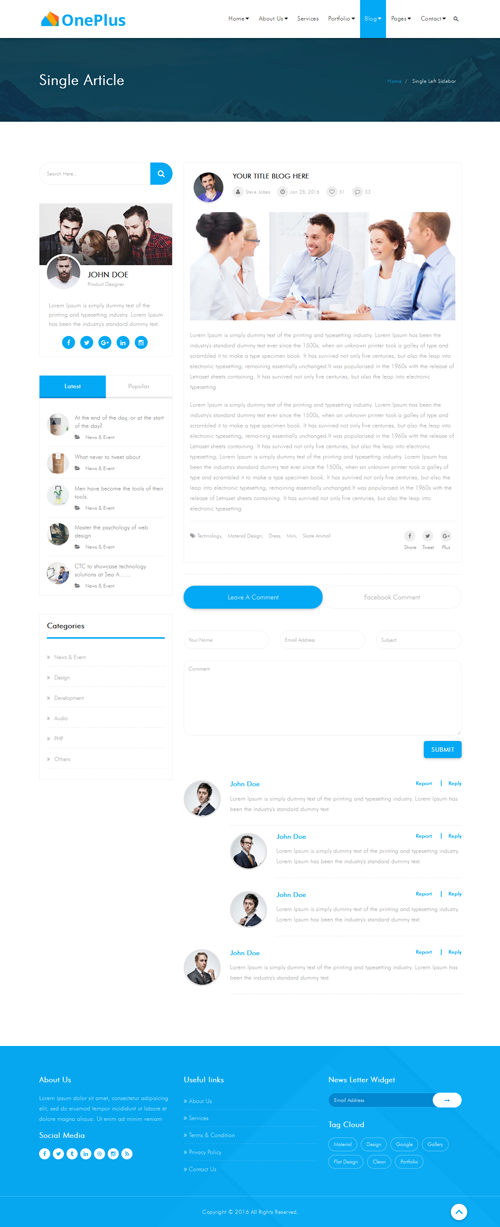 OnePlus
Home
About Us
Services
Portfolio
Blog
Pages
Contact
Single Article
Home / Single Left Sidebar
Search Here...
JOHN DOE
Product Designer
Lorem Ipsum is simply dummy text of the
printing and typesetting industry. Lorem Ipsum
has been the industry's standard dummy text
Latest
Popular
At the end of the day, or at the start
of the day?
News & Event
What never to tweet about
News & Event
Men have become the tools of their
tools.
News & Event
Master the psychology of web
design
News & Event
CTC to showcase technology
solutions at Sea A......
News & Event
Categories
» News & Event
» Design
» Development
» Audio
» PHP
» Others
YOUR TITLE BLOG HERE
Steve Jobes
Jan 28, 2016
61
23
Lorem Ipsum is simply dummy text of the printing and typesetting industry. Lorem Ipsum has been the
industry's standard dummy text ever since the 1500s, when an unknown printer took a galley of type and
scrambled it to make a type specimen book. It has survived not only five centuries, but also the leap into
electronic typesetting, remaining essentially unchanged.It was popularised in the 1960s with the release of
Letraset sheets containing . It has survived not only five centuries, but also the leap into electronic
typesetting
Lorem Ipsum is simply dummy text of the printing and typesetting industry. Lorem Ipsum has been the
industry's standard dummy text ever since the 1500s, when an unknown printer took a galley of type and
scrambled it to make a type specimen book. It has survived not only five centuries, but also the leap into
electronic typesetting, remaining essentially unchanged.It was popularised in the 1960s with the release of
Letraset sheets containing . It has survived not only five centuries, but also the leap into electronic
typesetting, Lorem Ipsum is simply dummy text of the printing and typesetting industry. Lorem Ipsum has
been the industry's standard dummy text ever since the 1500s, when an unknown printer took a galley of
type and scrambled it to make a type specimen book. It has survived not only five centuries, but also the
leap into electronic typesetting, remaining essentially unchanged.It was popularised in the 1960s with the
release of Letraset sheets containing . It has survived not only five centuries, but also the leap into
electronic typesetting
Technology, Material Design, Dress, Mini, Skate Animal
Share
Tweet
Plus
Leave A Comment
Facebook Comment
Your Name
Email Address
Subject
Comment
SUBMIT
John Doe
Report | Reply
Lorem Ipsum is simply dummy text of the printing and typesetting industry. Lorem Ipsum has
been the industry's standard dummy text.
John Doe
Report | Reply
Lorem Ipsum is simply dummy text of the printing and typesetting industry.
Lorem Ipsum has been the industry's standard dummy text.
John Doe
Report | Reply
Lorem Ipsum is simply dummy text of the printing and typesetting industry.
Lorem Ipsum has been the industry's standard dummy text.
John Doe
Report | Reply
Lorem Ipsum is simply dummy text of the printing and typesetting industry. Lorem Ipsum has
been the industry's standard dummy text.
About Us
Lorem ipsum dolor sit amet, consectetur adipisicing
elit, sed do eiusmod tempor incididunt ut labore et
dolore magna aliqua. Ut enim ad minim veniam
Social Media
Useful links
» About Us
» Services
» Terms & Condition
» Privacy Policy
» Contact Us
News Letter Widget
Email Address
Tag Cloud
Material
Design
Google
Gallery
Flat Design
Clean
Portfolio
Copyright © 2016 All Rights Reserved.